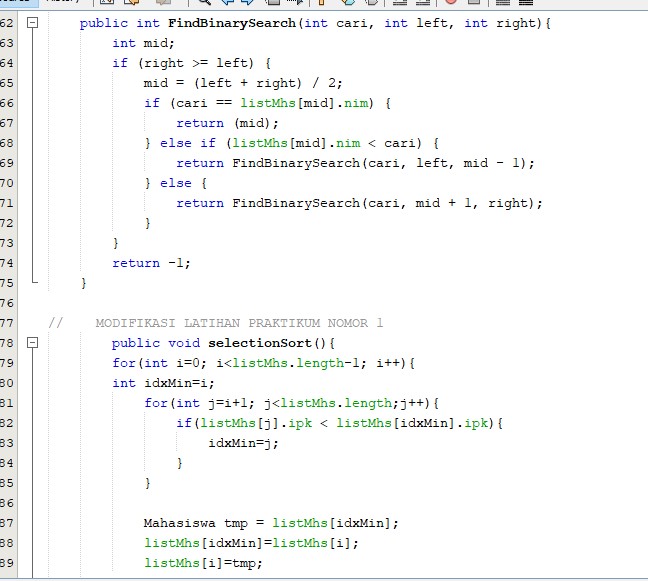 62 public int FindBinarySearch(int cari, int left, int right){
63 int mid;
64 if (right >= left) {
65 mid = (left + right) / 2;
66 if (cari == listMhs[mid].nim) {
67 return (mid);
68 } else if (listMhs[mid].nim < cari) {
69 return FindBinarySearch(cari, left, mid - 1);
70 } else {
71 return FindBinarySearch(cari, mid + 1, right);
72 }
73 }
74 return -1;
75 }
76
77 // MODIFIKASI LATIHAN PRAKTIKUM NOMOR 1
78 public void selectionSort(){
79 for(int i=0; i<listMhs.length-1; i++){
80 int idxMin=i;
81 for(int j=i+1; j<listMhs.length;j++){
82 if(listMhs[j].ipk < listMhs[idxMin].ipk){
83 idxMin=j;
84 }
85 }
86
87 Mahasiswa tmp = listMhs[idxMin];
88 listMhs[idxMin]=listMhs[i];
89 listMhs[i]=tmp;